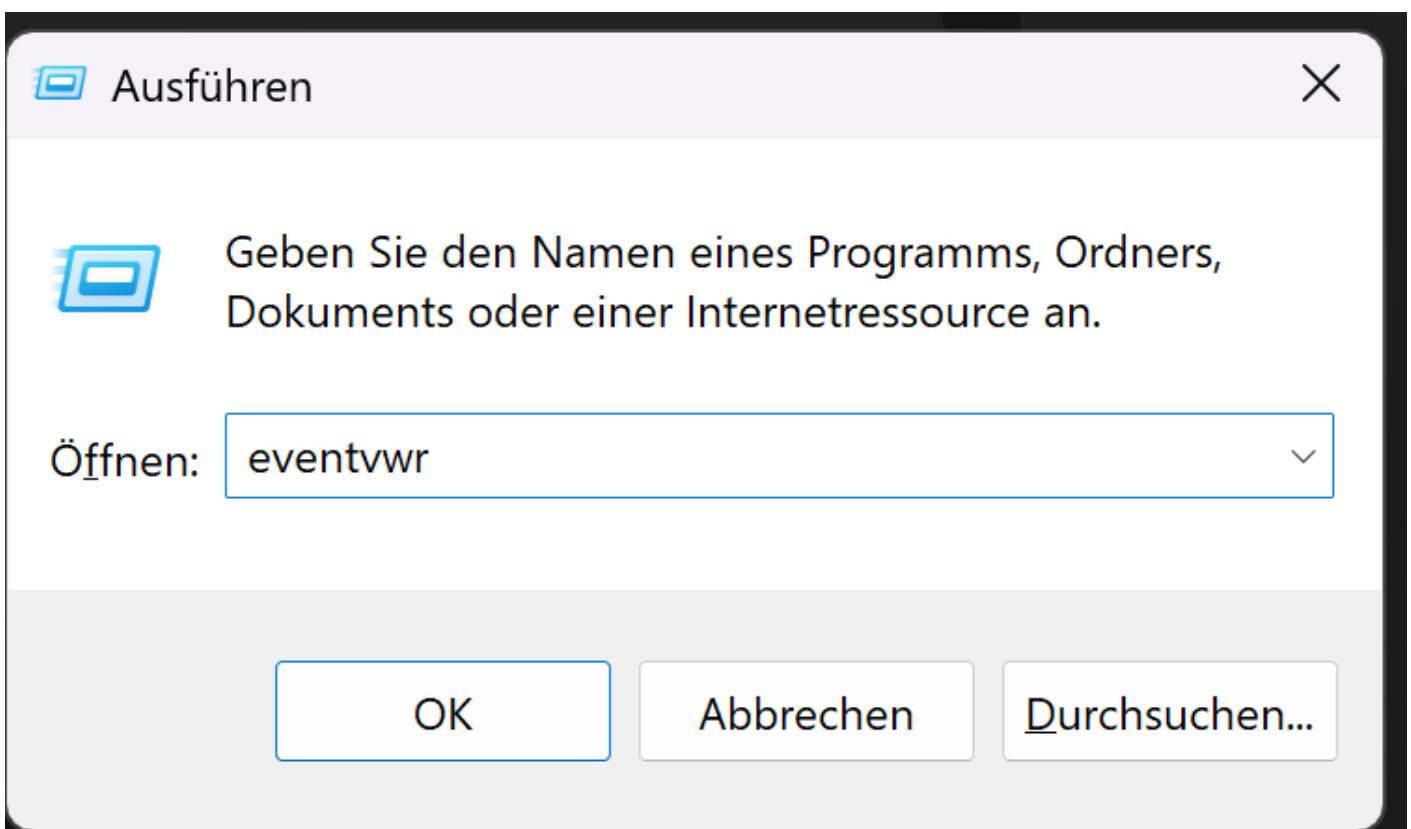 Ausführen
Geben Sie den Namen eines Programms, Ordners,
Dokuments oder einer Internetressource an.
Öffnen: eventvwr
OK Abbrechen Durchsuchen...